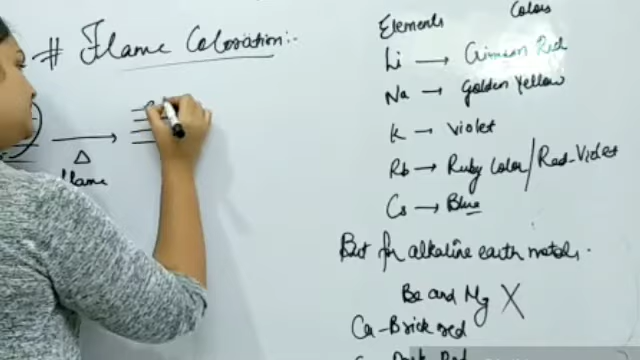 # Flame Coloration:-
Δ
flame
Elements Colors
Li → Crimson Red
Na → Golden Yellow
K → Violet
Rb → Ruby Color/Red-Violet
Cs → Blue
But for alkaline earth metals.
Be and Mg X
Ca-Brick red